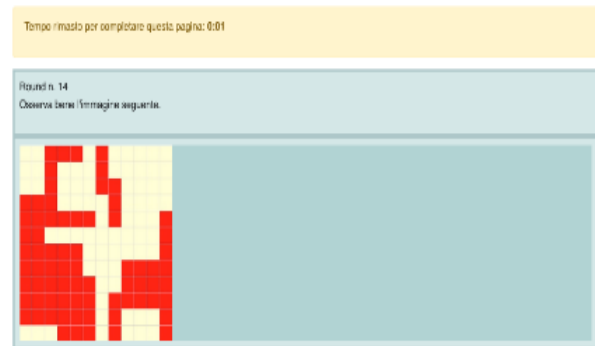 Tempo rimasto per completare questa pagina: 0:01
Round n. 14
Osserva bene l'immagine seguente.